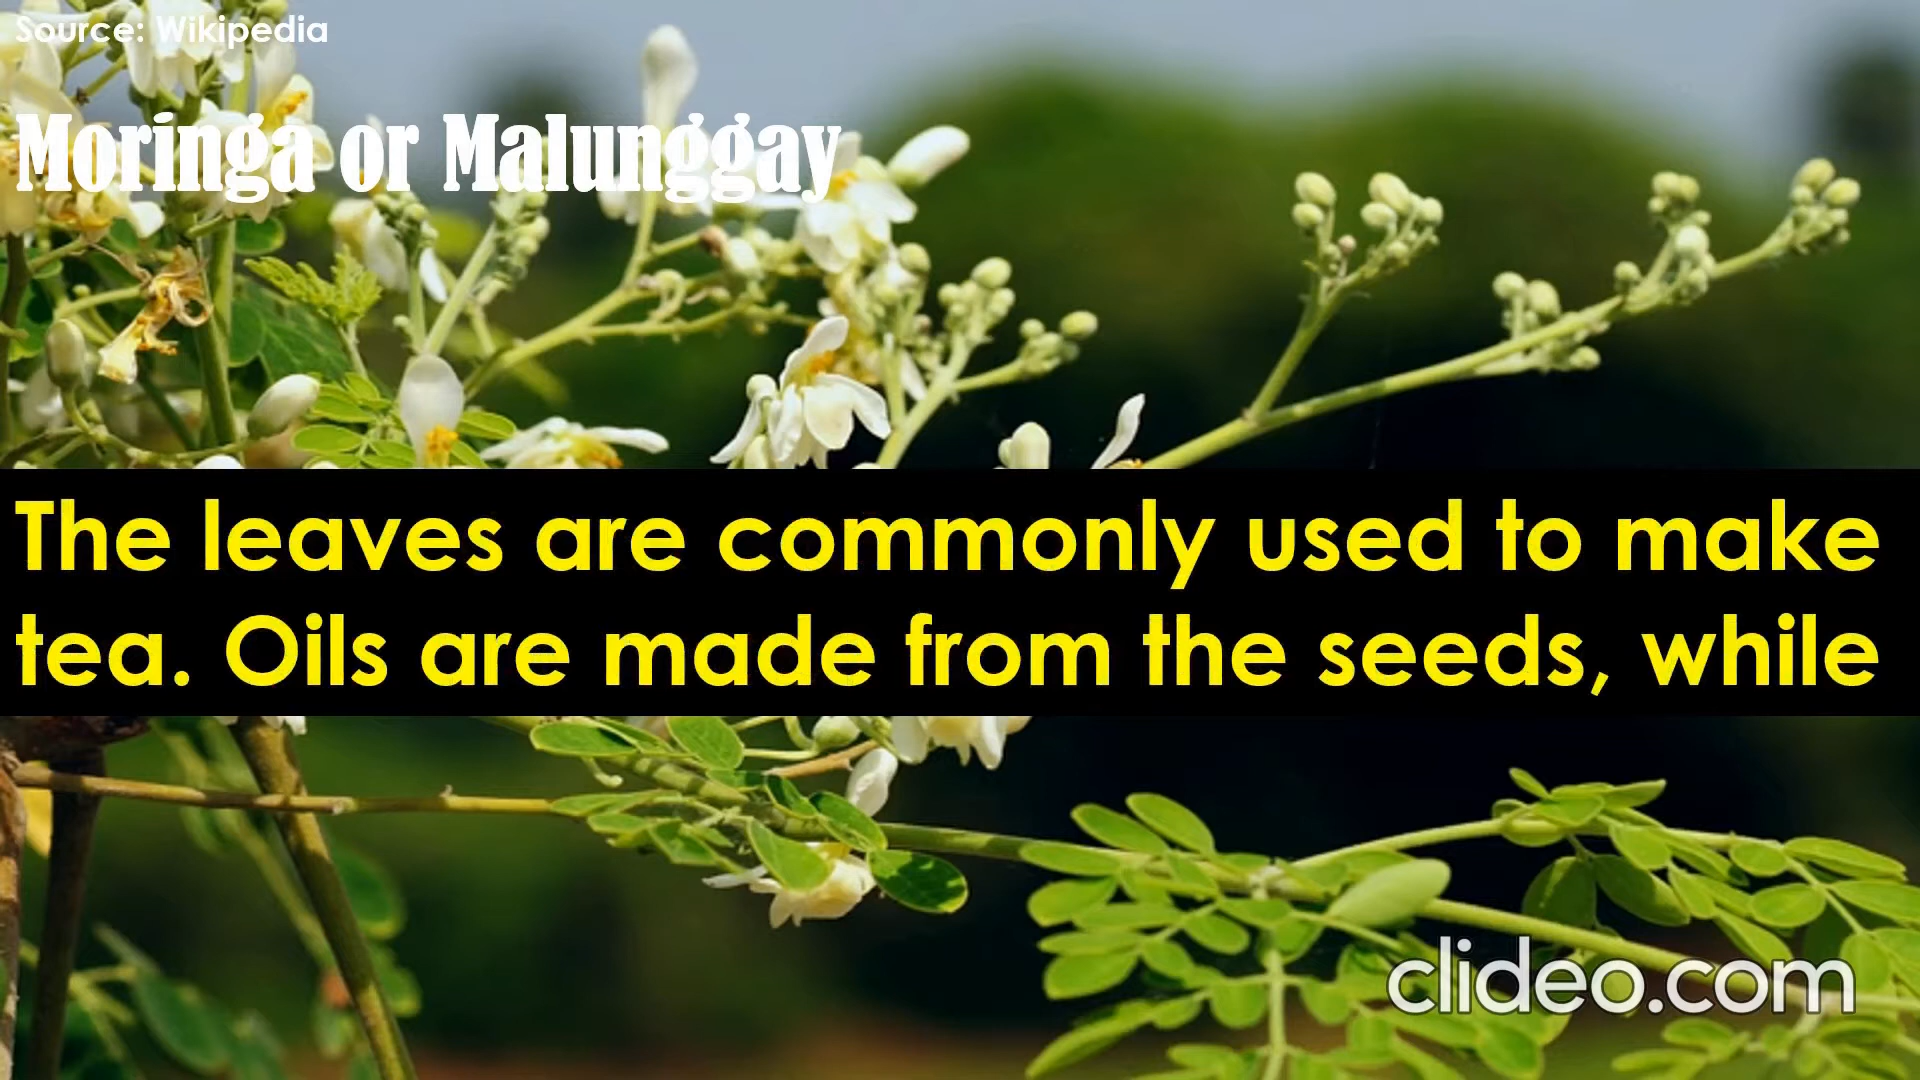 Source: Wikipedia
Moringa or Malunggay
The leaves are commonly used to make
tea. Oils are made from the seeds, while
clideo.com